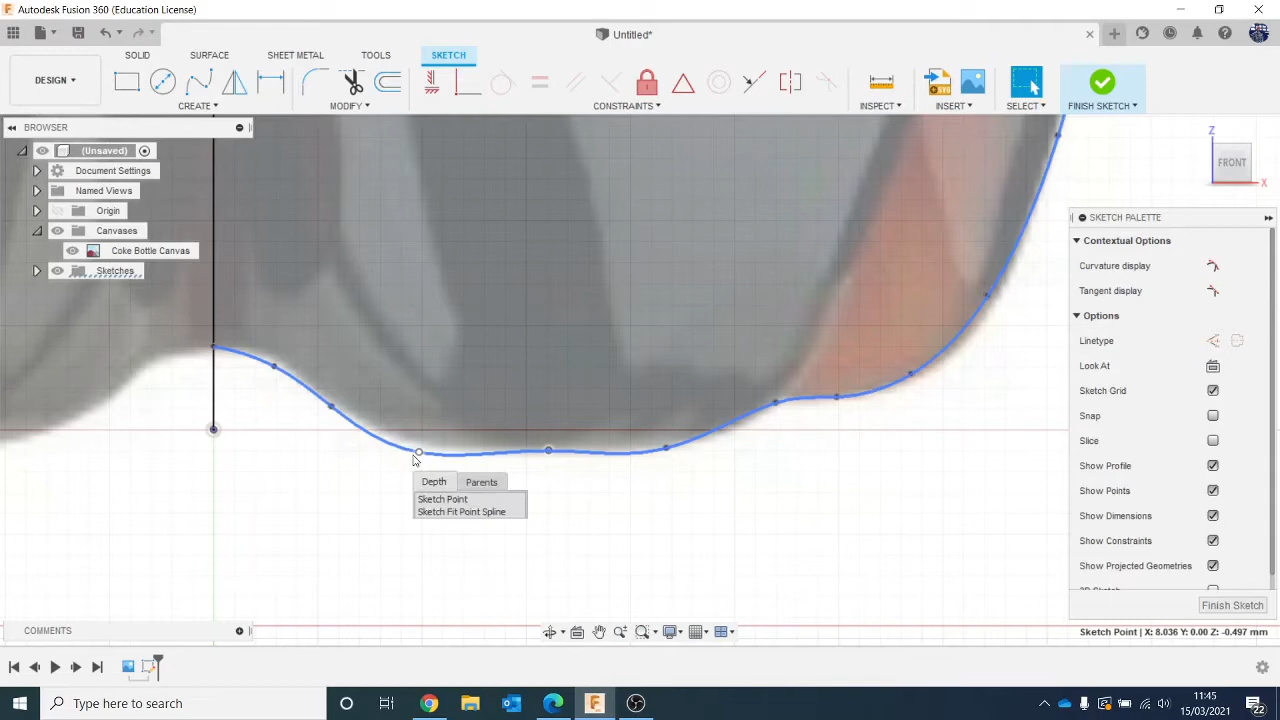 Autodesk Fusion 360 (Education License)
Untitled*
SOLID SURFACE SHEET METAL TOOLS SKETCH
DESIGN
CREATE MODIFY CONSTRAINTS INSPECT INSERT SELECT FINISH SKETCH
BROWSER
(Unsaved)
Document Settings
Named Views
Origin
Canvases
Coke Bottle Canvas
Sketches
Z
FRONT
X
SKETCH PALETTE
Contextual Options
Curvature display
Tangent display
Options
Linetype
Look At
Sketch Grid
Snap
Slice
Show Profile
Show Points
Show Dimensions
Show Constraints
Show Projected Geometries
Finish Sketch
Depth Parents
Sketch Point
Sketch Fit Point Spline
COMMENTS
Sketch Point | X: 8.036 Y: 0.00 Z: -0.497 mm
Type here to search
11:45
15/03/2021
22